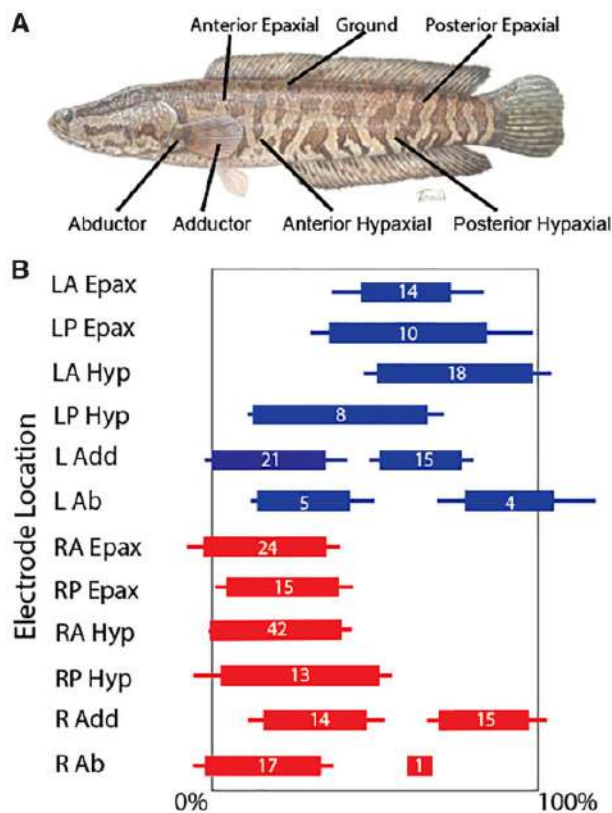 A
Anterior Epaxial Ground Posterior Epaxial
Abductor Adductor Anterior Hypaxial Posterior Hypaxial
B
Electrode Location
LA Epax 14
LP Epax 10
LA Hyp 18
LP Hyp 8
L Add 21 15
L Ab 5 4
RA Epax 24
RP Epax 15
RA Hyp 42
RP Hyp 13
R Add 14 15
R Ab 17 1
0% 100%